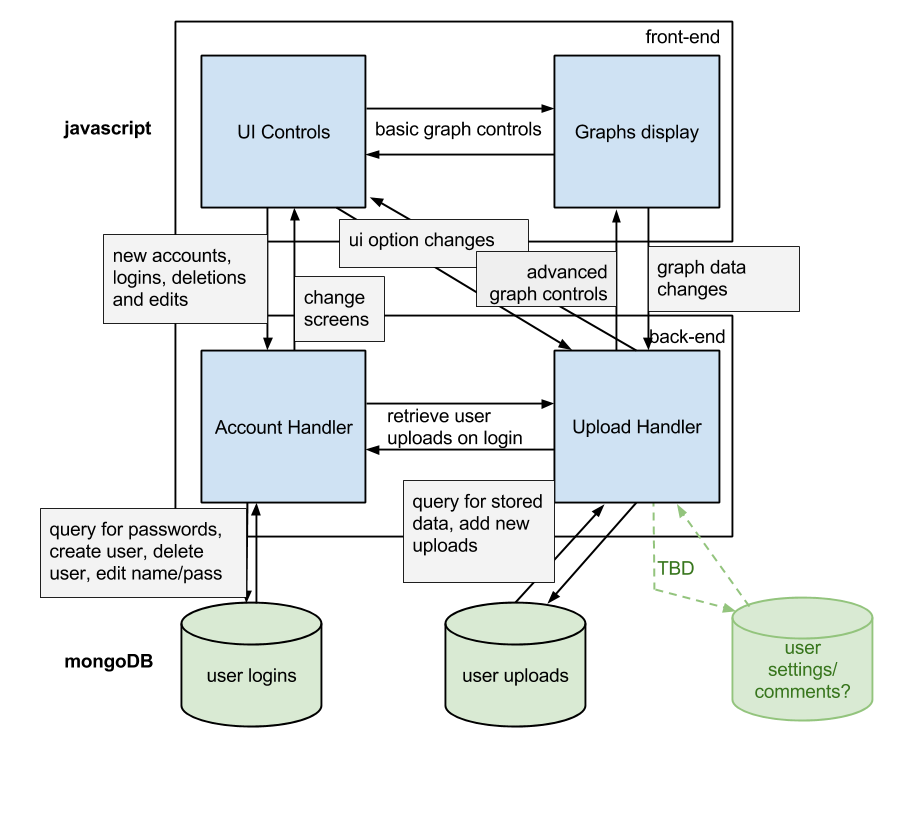 front-end
javascript
UI Controls
basic graph controls
Graphs display
ui option changes
new accounts,
logins, deletions
and edits
change
screens
advanced
graph controls
graph data
changes
back-end
Account Handler
retrieve user
uploads on login
Upload Handler
query for passwords,
create user, delete
user, edit name/pass
query for stored
data, add new
uploads
TBD
mongoDB
user logins
user uploads
user
settings/
comments?